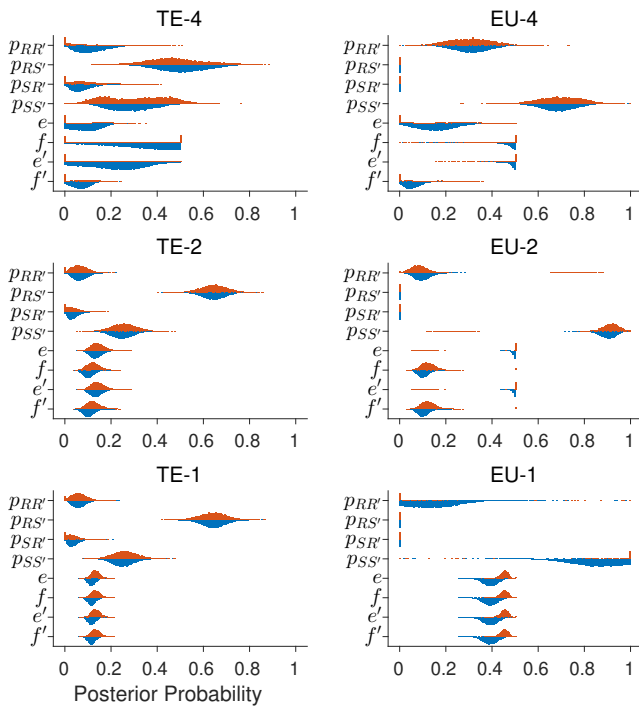 TE-4
p_{RR'}
p_{RS'}
p_{SR'}
p_{SS'}
e
f
e'
f'
0 0.2 0.4 0.6 0.8 1
EU-4
p_{RR'}
p_{RS'}
p_{SR'}
p_{SS'}
e
f
e'
f'
0 0.2 0.4 0.6 0.8 1
TE-2
p_{RR'}
p_{RS'}
p_{SR'}
p_{SS'}
e
f
e'
f'
0 0.2 0.4 0.6 0.8 1
EU-2
p_{RR'}
p_{RS'}
p_{SR'}
p_{SS'}
e
f
e'
f'
0 0.2 0.4 0.6 0.8 1
TE-1
p_{RR'}
p_{RS'}
p_{SR'}
p_{SS'}
e
f
e'
f'
0 0.2 0.4 0.6 0.8 1
Posterior Probability
EU-1
p_{RR'}
p_{RS'}
p_{SR'}
p_{SS'}
e
f
e'
f'
0 0.2 0.4 0.6 0.8 1